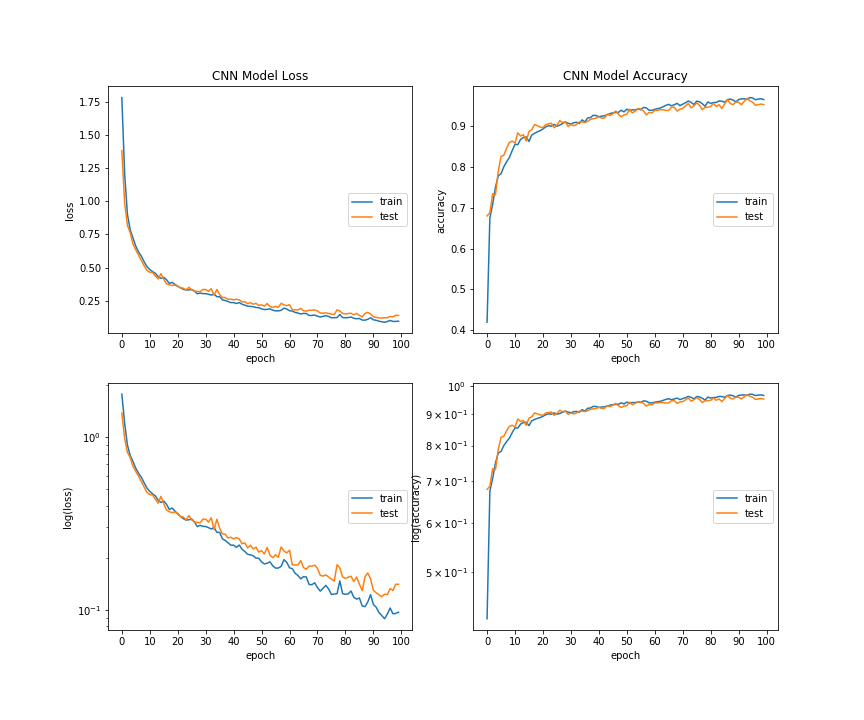 CNN Model Loss
1.75
1.50
1.25
1.00
0.75
0.50
0.25
loss
train
test
0 10 20 30 40 50 60 70 80 90 100
epoch
CNN Model Accuracy
0.9
0.8
0.7
0.6
0.5
0.4
accuracy
train
test
0 10 20 30 40 50 60 70 80 90 100
epoch
10⁰
10⁻¹
log(loss)
train
test
0 10 20 30 40 50 60 70 80 90 100
epoch
10⁰
9 × 10⁻¹
8 × 10⁻¹
7 × 10⁻¹
6 × 10⁻¹
5 × 10⁻¹
log(accuracy)
train
test
0 10 20 30 40 50 60 70 80 90 100
epoch